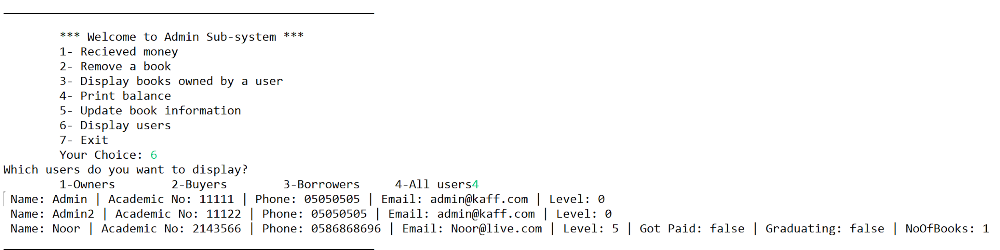 *** Welcome to Admin Sub-system ***
1- Recieved money
2- Remove a book
3- Display books owned by a user
4- Print balance
5- Update book information
6- Display users
7- Exit
Your Choice: 6
Which users do you want to display?
1-Owners 2-Buyers 3-Borrowers 4-All users4
Name: Admin | Academic No: 11111 | Phone: 05050505 | Email: admin@kaff.com | Level: 0
Name: Admin2 | Academic No: 11122 | Phone: 05050505 | Email: admin@kaff.com | Level: 0
Name: Noor | Academic No: 2143566 | Phone: 0586868696 | Email: Noor@live.com | Level: 5 | Got Paid: false | Graduating: false | NoOfBooks: 1